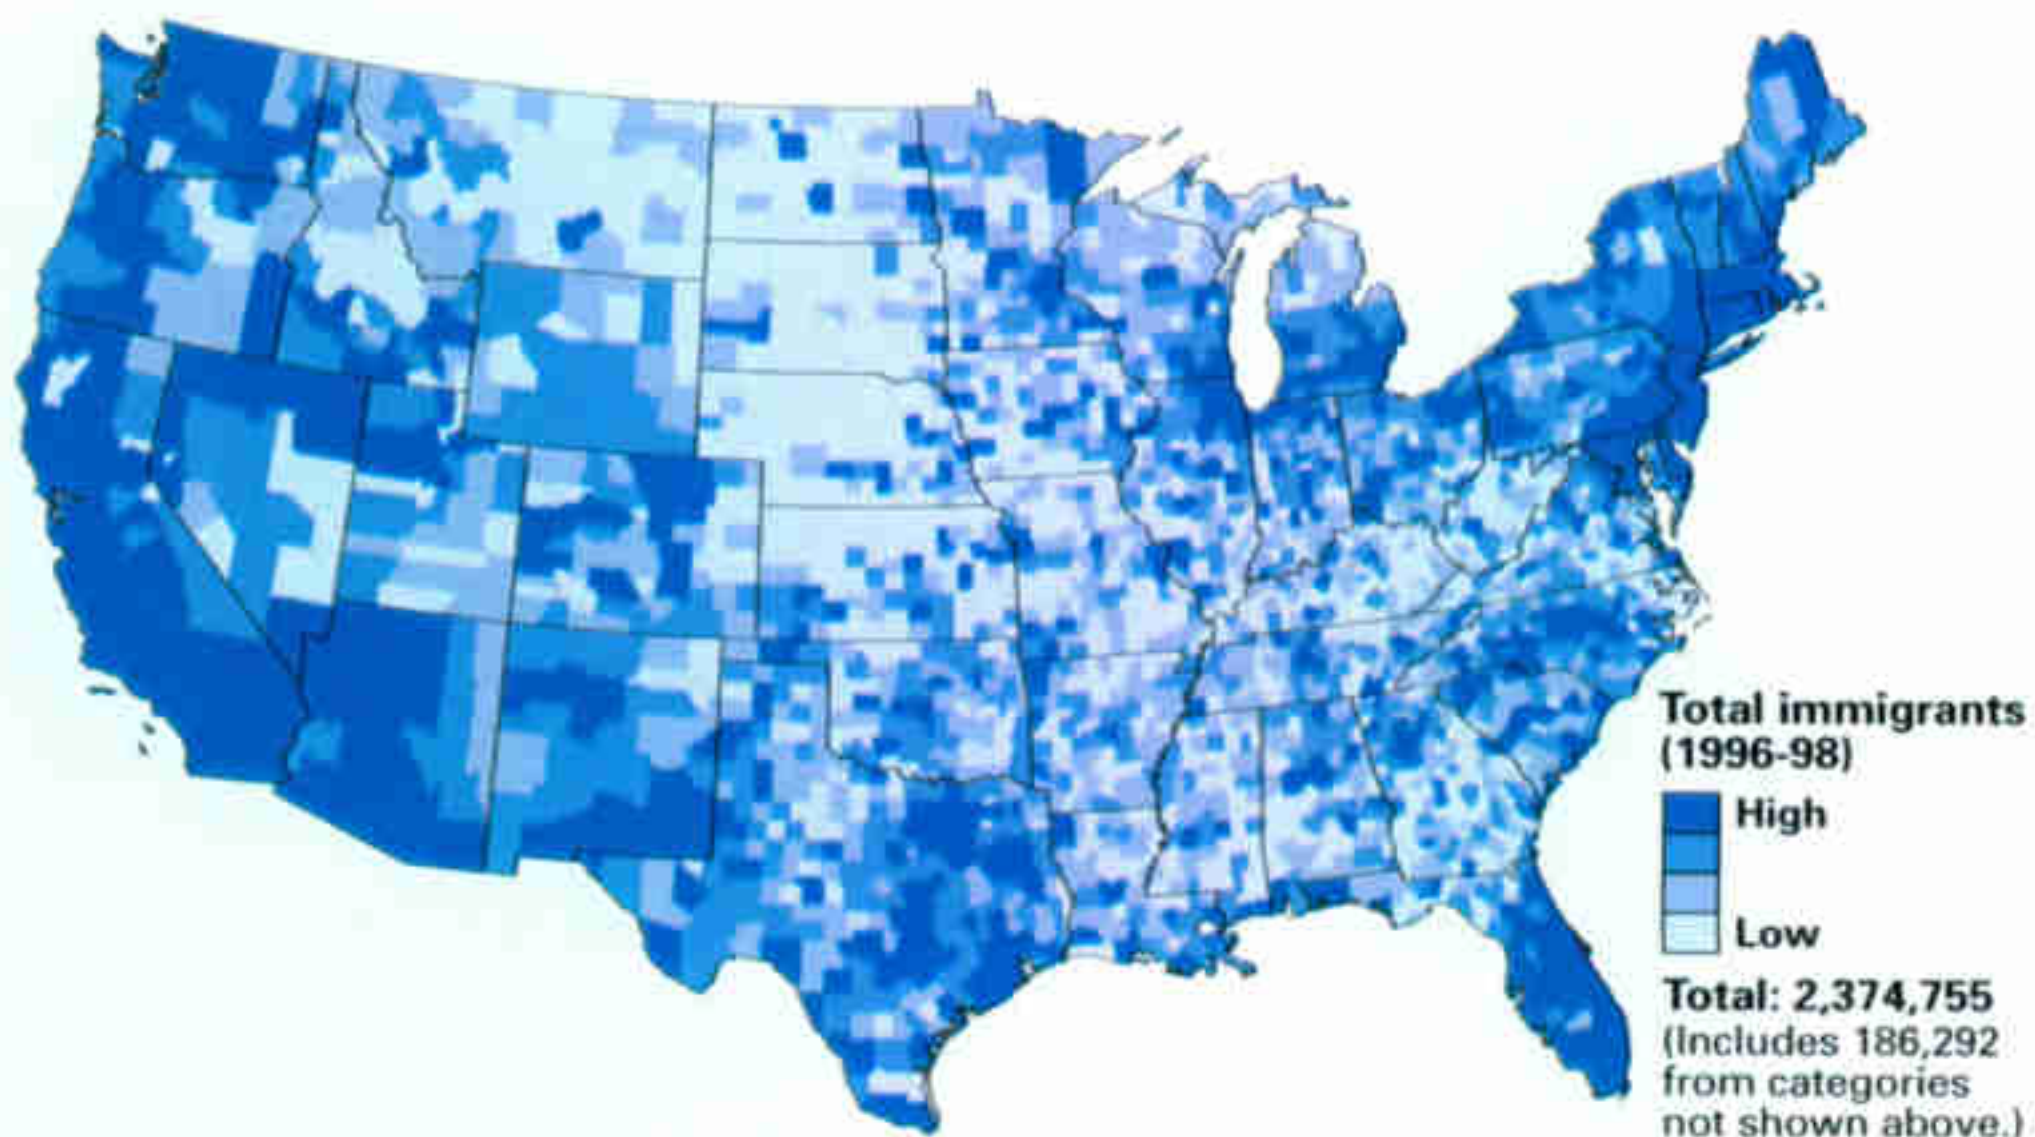 Total immigrants
(1996-98)
High
Low
Total: 2,374,755
(Includes 186,292
from categories
not shown above.)